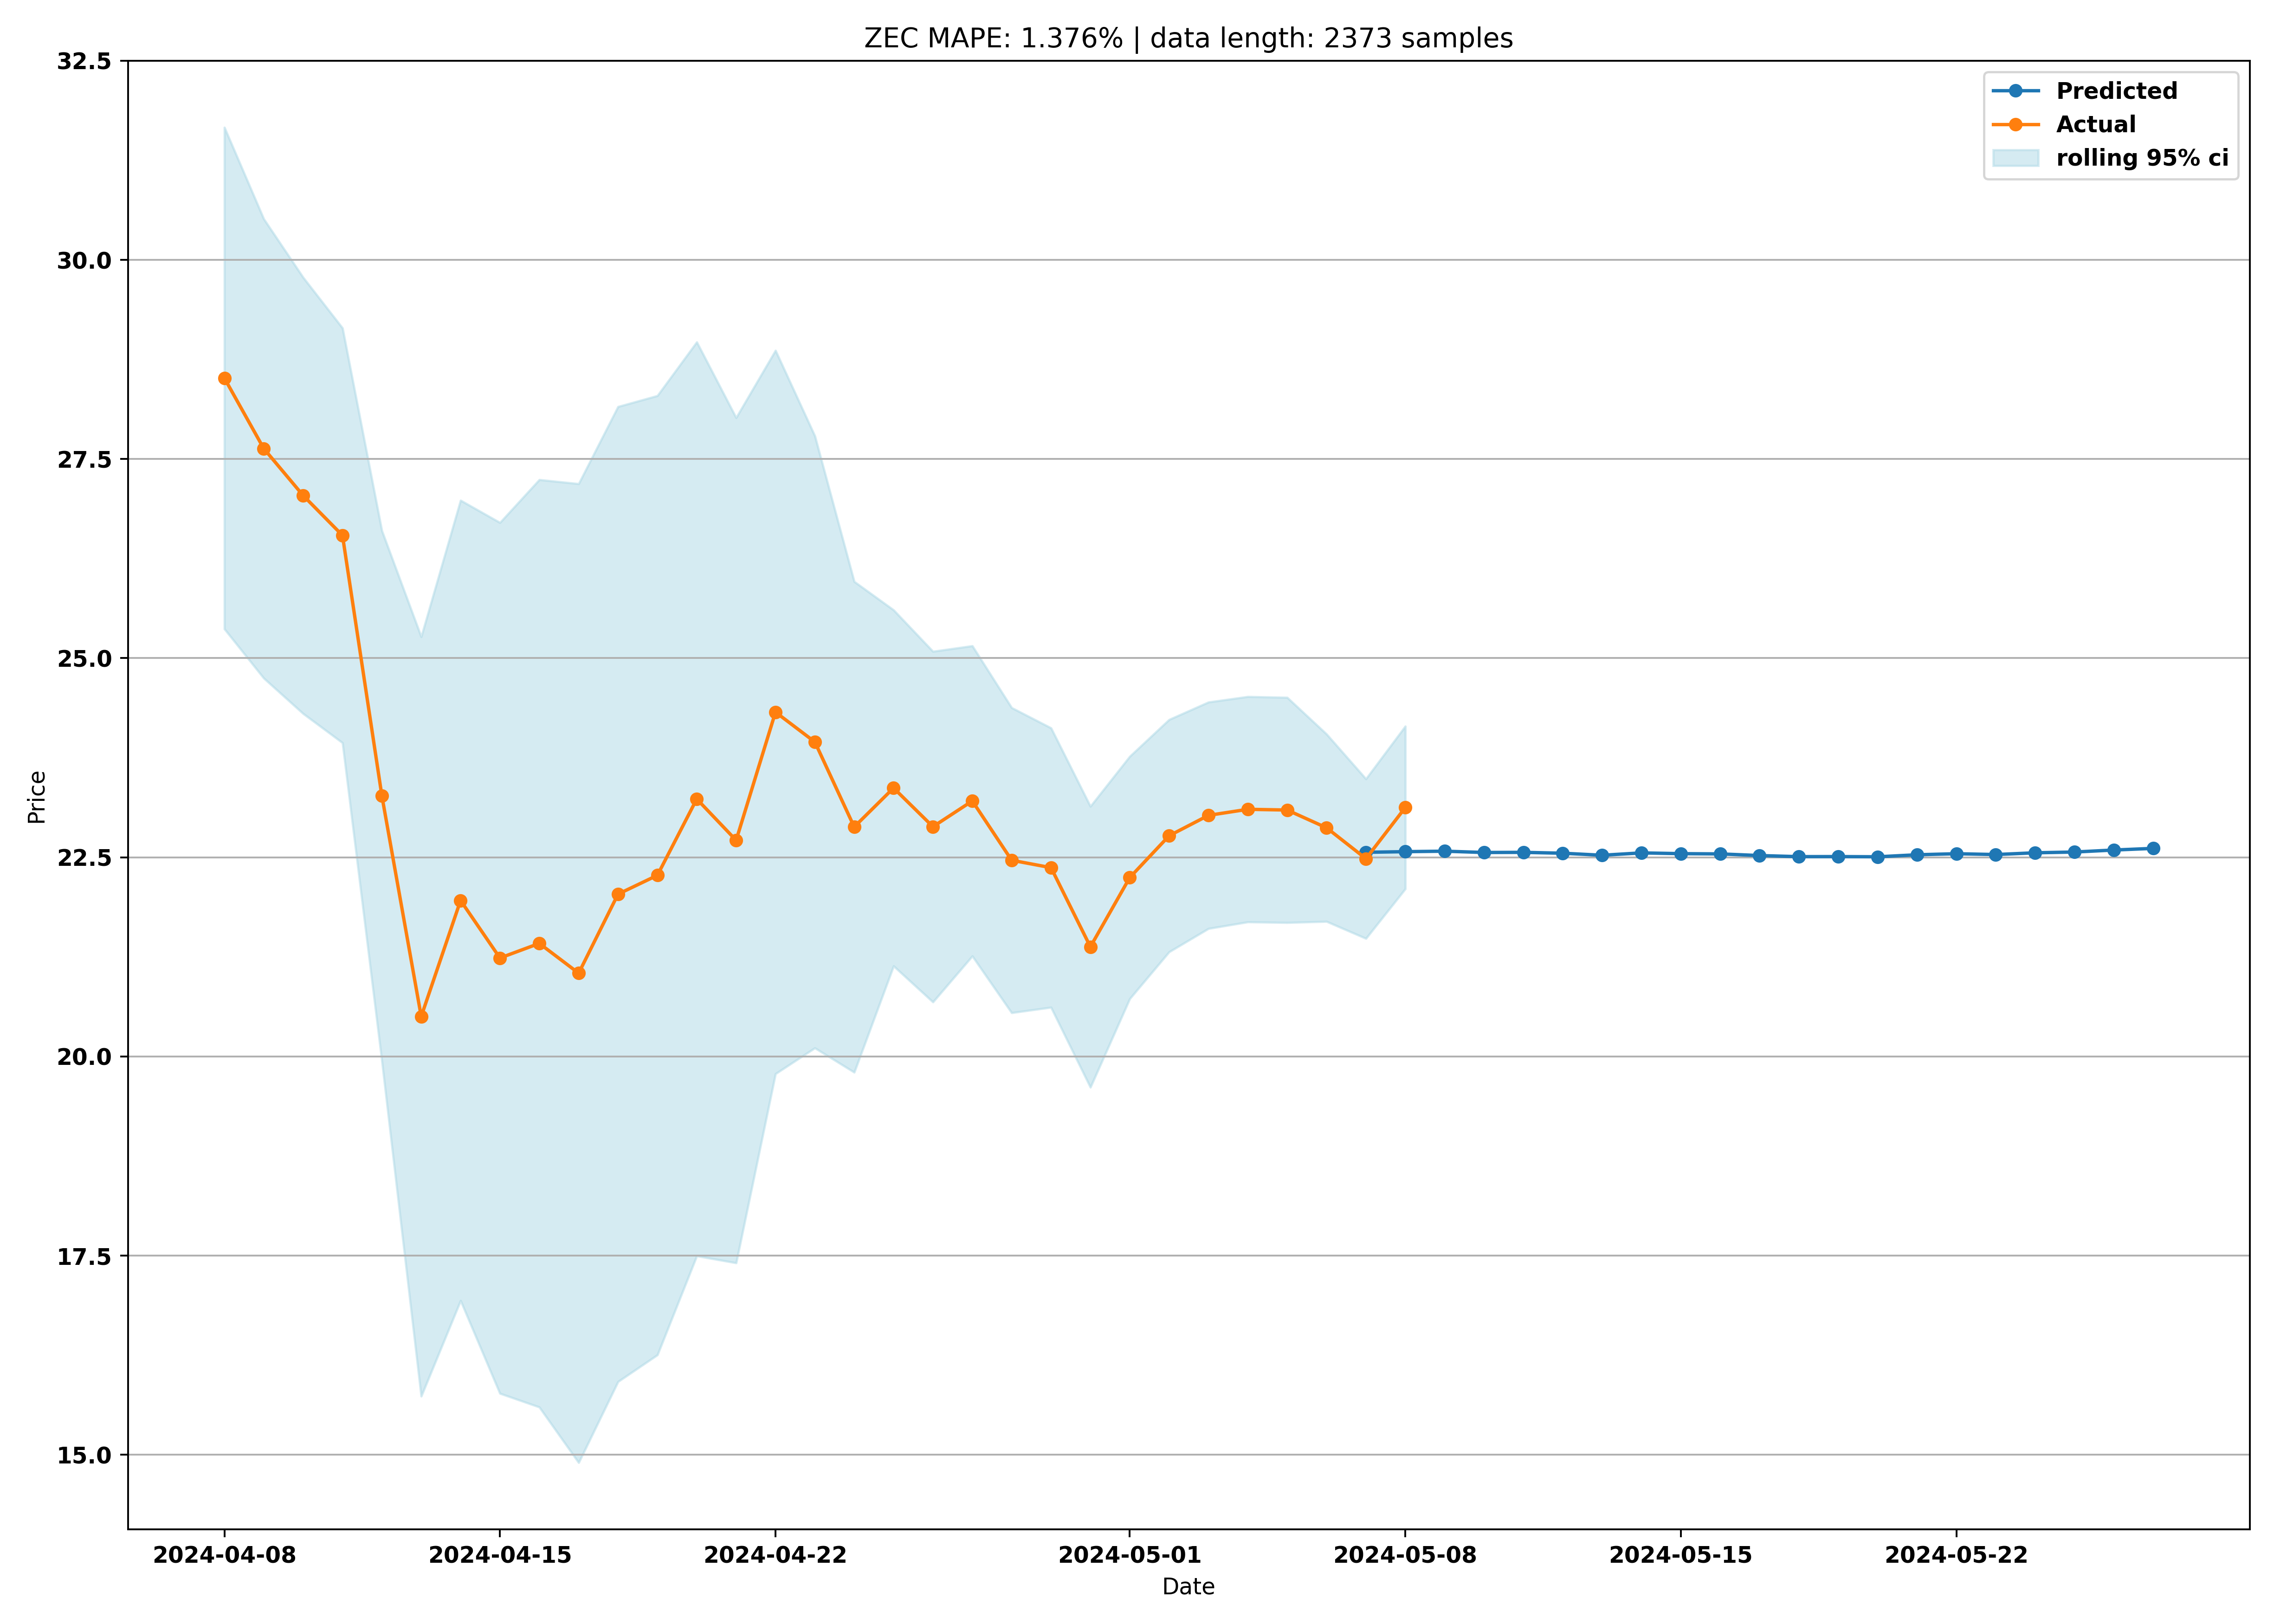 ZEC MAPE: 1.376% | data length: 2373 samples
Predicted
Actual
rolling 95% ci
32.5
30.0
27.5
25.0
22.5
20.0
17.5
15.0
Price
2024-04-08
2024-04-15
2024-04-22
2024-05-01
2024-05-08
2024-05-15
2024-05-22
Date